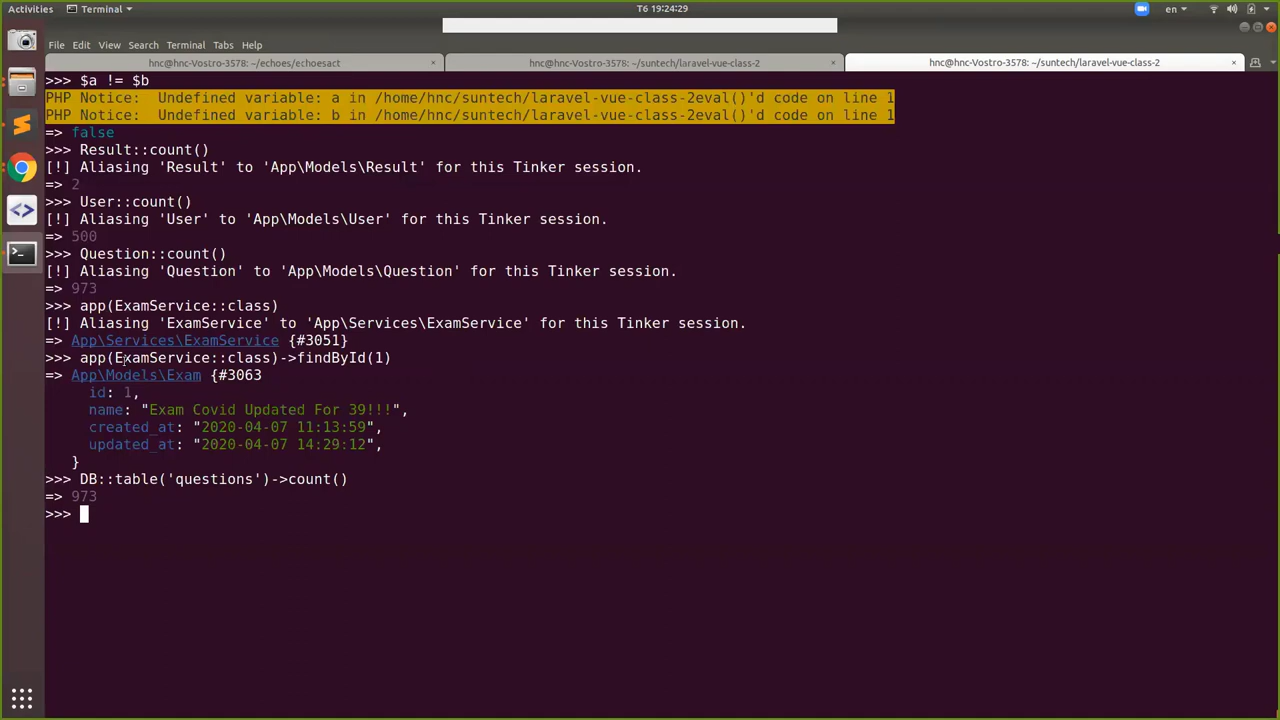 Activities
Terminal
T6 19:24:29
en
File Edit View Search Terminal Tabs Help
hnc@hnc-Vostro-3578: ~/echoes/echoesact
hnc@hnc-Vostro-3578: ~/suntech/laravel-vue-class-2
hnc@hnc-Vostro-3578: ~/suntech/laravel-vue-class-2
>>> $a != $b
PHP Notice:  Undefined variable: a in /home/hnc/suntech/laravel-vue-class-2eval()'d code on line 1
PHP Notice:  Undefined variable: b in /home/hnc/suntech/laravel-vue-class-2eval()'d code on line 1
=> false
>>> Result::count()
[!] Aliasing 'Result' to 'App\Models\Result' for this Tinker session.
=> 2
>>> User::count()
[!] Aliasing 'User' to 'App\Models\User' for this Tinker session.
=> 500
>>> Question::count()
[!] Aliasing 'Question' to 'App\Models\Question' for this Tinker session.
=> 973
>>> app(ExamService::class)
[!] Aliasing 'ExamService' to 'App\Services\ExamService' for this Tinker session.
=> App\Services\ExamService {#3051}
>>> app(ExamService::class)->findById(1)
=> App\Models\Exam {#3063
id: 1,
name: "Exam Covid Updated For 39!!!",
created_at: "2020-04-07 11:13:59",
updated_at: "2020-04-07 14:29:12",
}
>>> DB::table('questions')->count()
=> 973
>>>